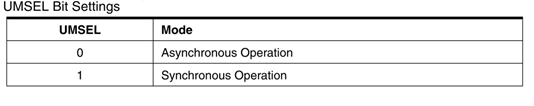 UMSEL Bit Settings
UMSEL Mode
0 Asynchronous Operation
1 Synchronous Operation